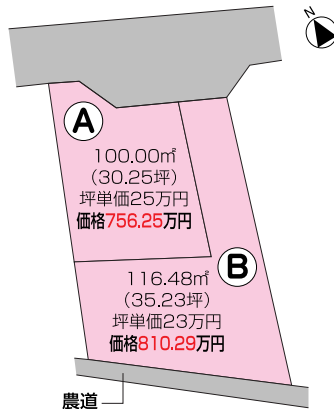 N
A
100.00㎡
(30.25坪)
坪単価25万円
価格756.25万円
B
116.48㎡
(35.23坪)
坪単価23万円
価格810.29万円
農道